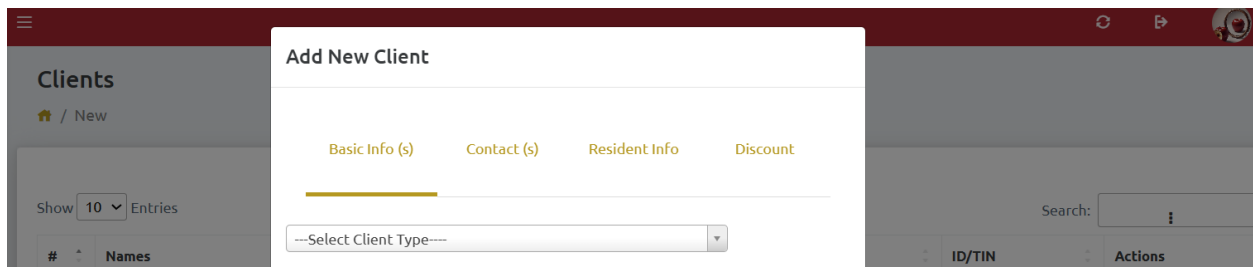 Add New Client
Clients
/ New
Basic Info (s) Contact (s) Resident Info Discount
Show 10 Entries
Search:
---Select Client Type----
# Names ID/TIN Actions